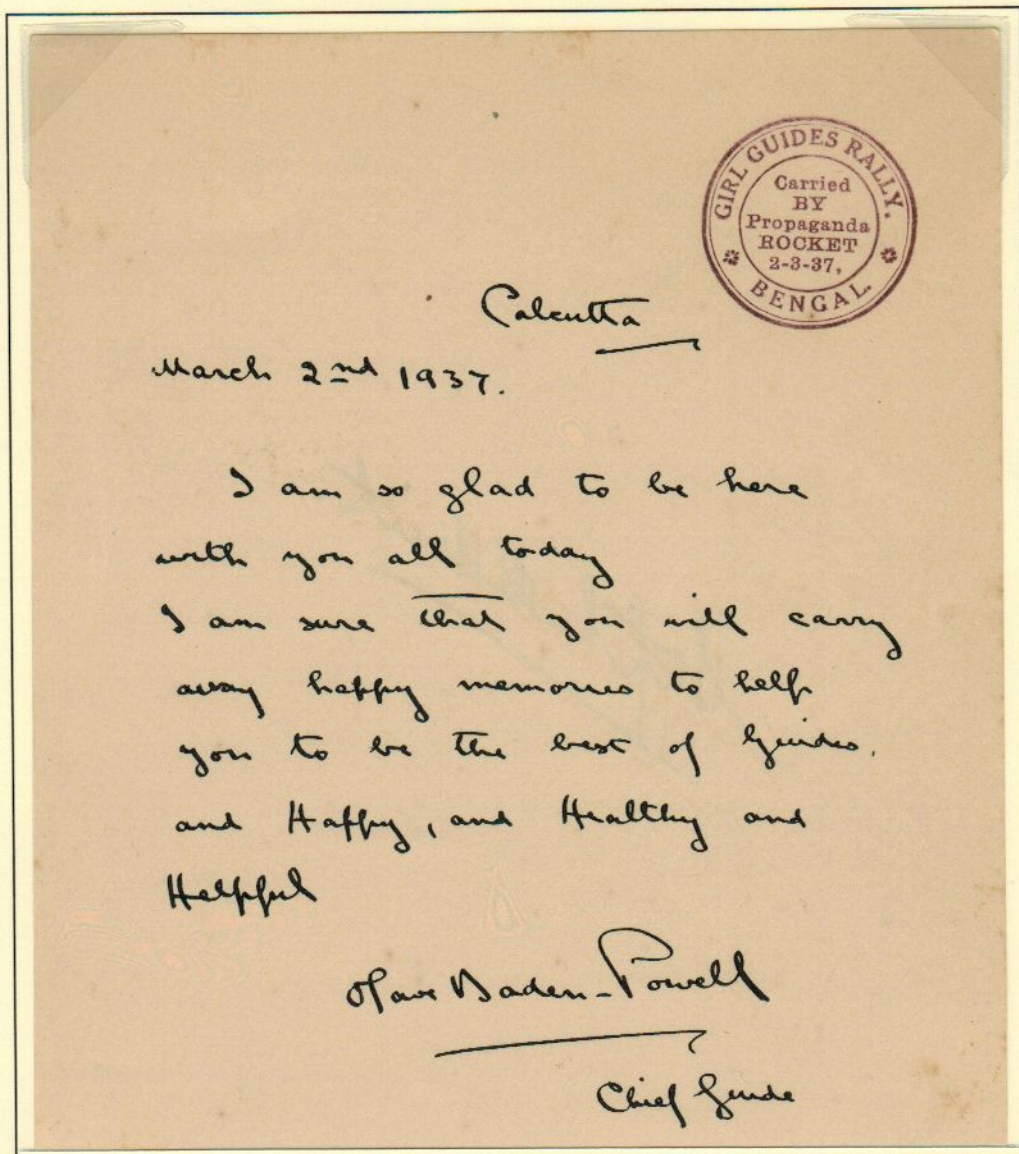 GIRL GUIDES RALLY.
Carried
BY
Propaganda
ROCKET
2-3-37,
BENGAL.
Calcutta
March 2nd 1937.
I am so glad to be here
with you all today
I am sure that you will carry
away happy memories to help
you to be the best of Guides.
and Happy, and Healthy and
Helpful
Olave Baden-Powell
Chief Guide